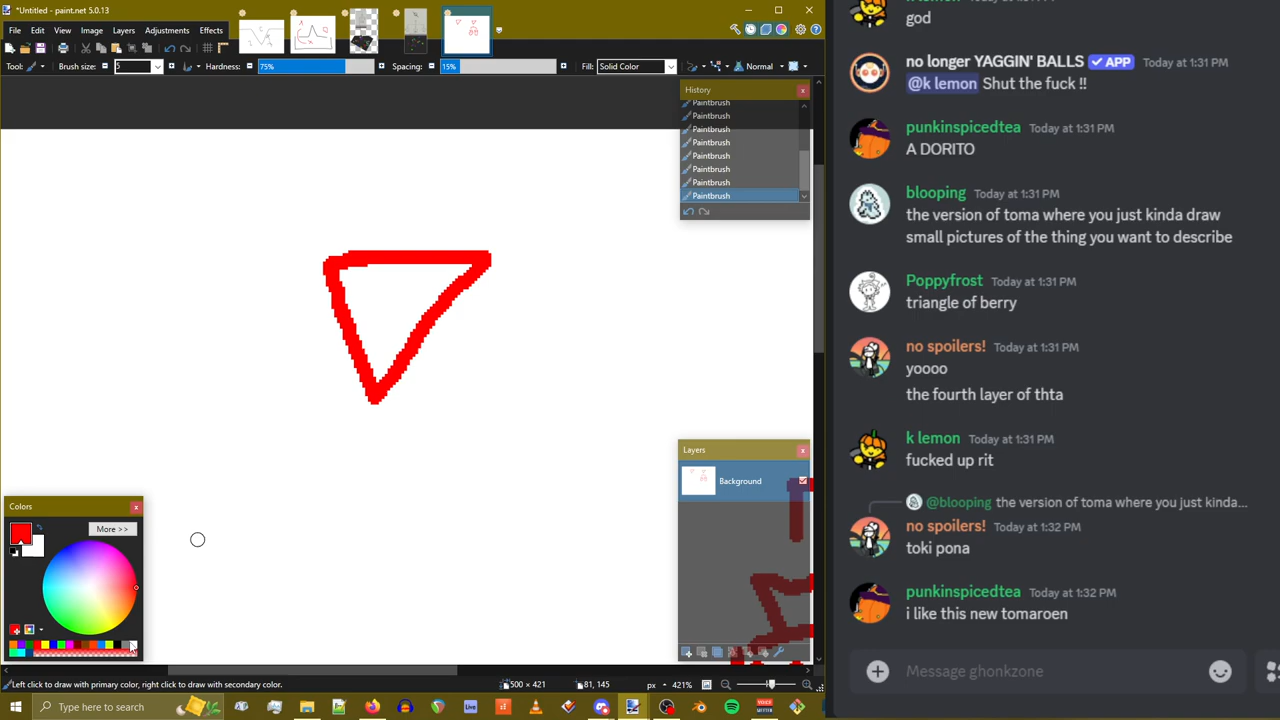 *Untitled - paint.net 5.0.13
File Edit View Image Layers Adjustments Effects
Tool: Brush size: 5 Hardness: 75% Spacing: 15% Fill: Solid Color Normal
History
Paintbrush
Paintbrush
Paintbrush
Paintbrush
Paintbrush
Paintbrush
Paintbrush
Paintbrush
Layers
Background
Colors
More >>
Left click to draw with primary color, right click to draw with secondary color.
500 × 421
81, 145
px
421%
Type here to search
Live
god
no longer YAGGIN' BALLS ✓ APP Today at 1:31 PM
@k lemon Shut the fuck !!
punkinspicedtea Today at 1:31 PM
A DORITO
blooping Today at 1:31 PM
the version of toma where you just kinda draw
small pictures of the thing you want to describe
Poppyfrost Today at 1:31 PM
triangle of berry
no spoilers! Today at 1:31 PM
yoooo
the fourth layer of thta
k lemon Today at 1:31 PM
fucked up rit
@blooping the version of toma where you just kinda...
no spoilers! Today at 1:32 PM
toki pona
punkinspicedtea Today at 1:32 PM
i like this new tomaroen
Message ghonkzone